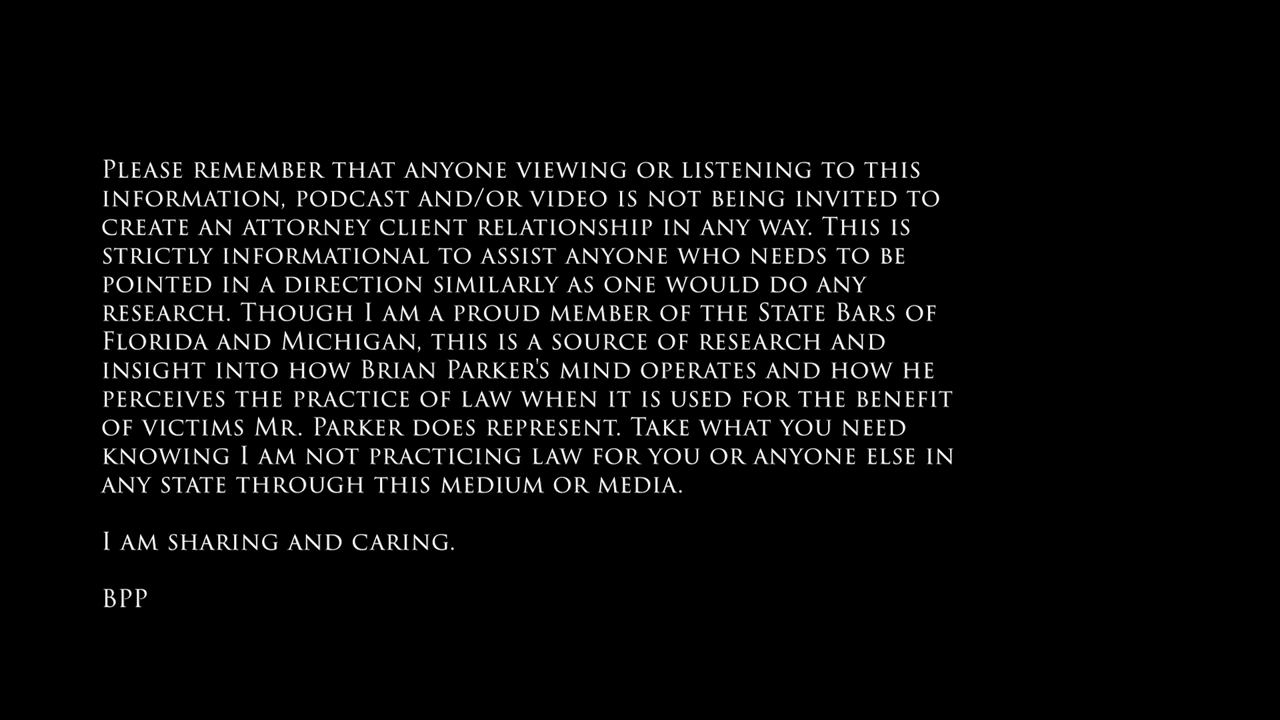 Please remember that anyone viewing or listening to this
information, podcast and/or video is not being invited to
create an attorney client relationship in any way. This is
strictly informational to assist anyone who needs to be
pointed in a direction similarly as one would do any
research. Though I am a proud member of the State Bars of
Florida and Michigan, this is a source of research and
insight into how Brian Parker's mind operates and how he
perceives the practice of law when it is used for the benefit
of victims Mr. Parker does represent. Take what you need
knowing I am not practicing law for you or anyone else in
any state through this medium or media.
I am sharing and caring.
BPP